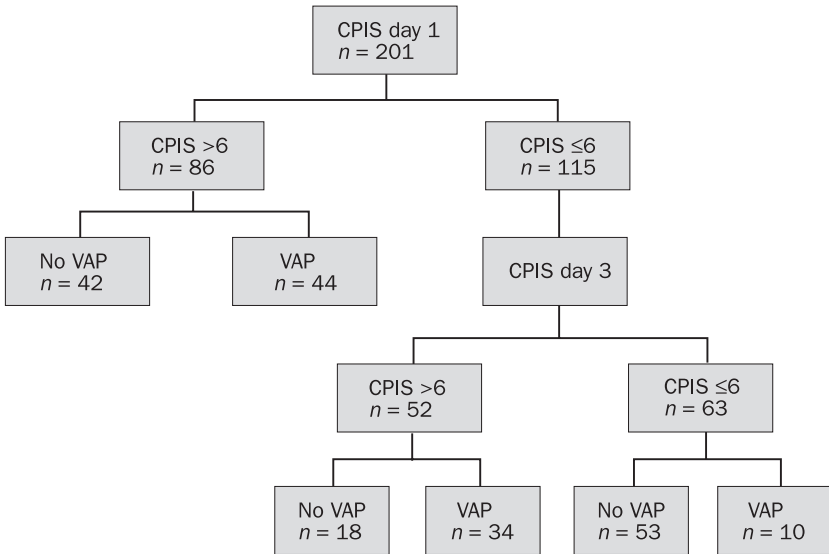 CPIS day 1
n = 201
CPIS >6
n = 86
CPIS ≤6
n = 115
No VAP
n = 42
VAP
n = 44
CPIS day 3
CPIS >6
n = 52
CPIS ≤6
n = 63
No VAP
n = 18
VAP
n = 34
No VAP
n = 53
VAP
n = 10